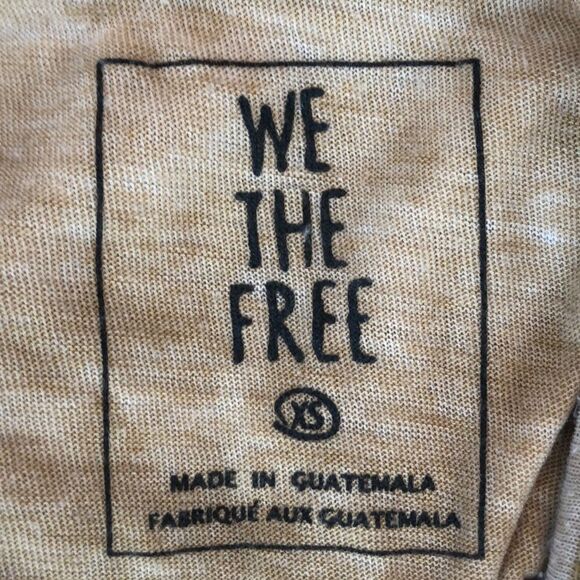 WE
THE
FREE
XS
MADE IN GUATEMALA
FABRIQUÉ AUX GUATEMALA